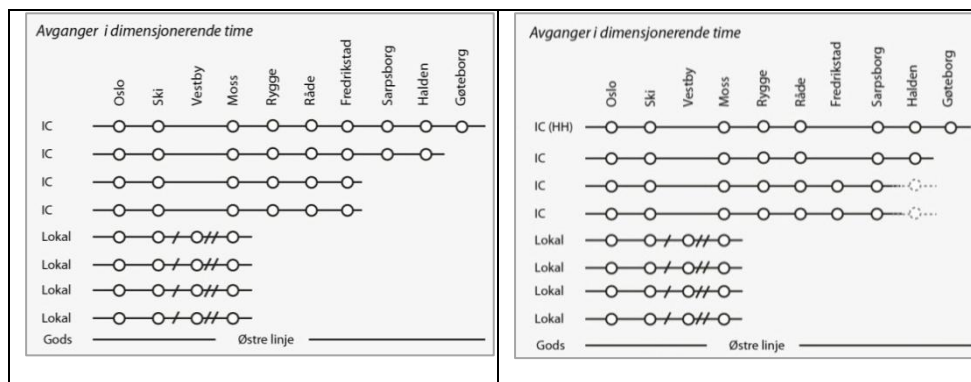 Avganger i dimensjonerende time
Oslo
Ski
Vestby
Moss
Rygge
Råde
Fredrikstad
Sarpsborg
Halden
Gøteborg
IC
IC
IC
IC
Lokal
Lokal
Lokal
Lokal
Gods
Østre linje
Avganger i dimensjonerende time
Oslo
Ski
Vestby
Moss
Rygge
Råde
Fredrikstad
Sarpsborg
Halden
Gøteborg
IC (HH)
IC
IC
IC
Lokal
Lokal
Lokal
Lokal
Gods
Østre linje